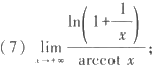 (7) lim_{x→+∞} ln(1+1/x) / arccot x;